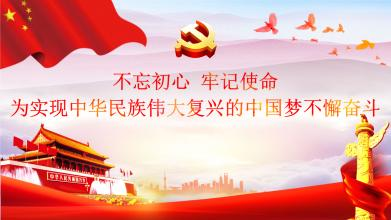 不忘初心 牢记使命
为实现中华民族伟大复兴的中国梦不懈奋斗